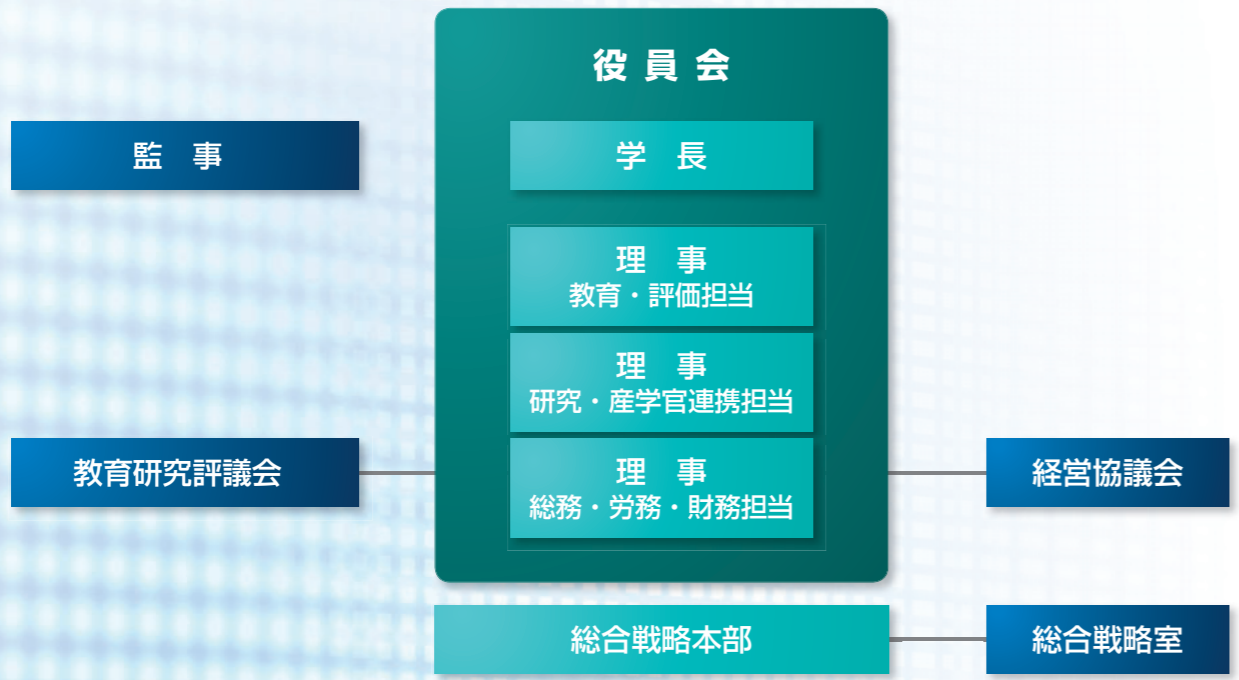 役員会
監　事
学　長
理　事
教育・評価担当
理　事
研究・産学官連携担当
教育研究評議会
理　事
総務・労務・財務担当
経営協議会
総合戦略本部
総合戦略室